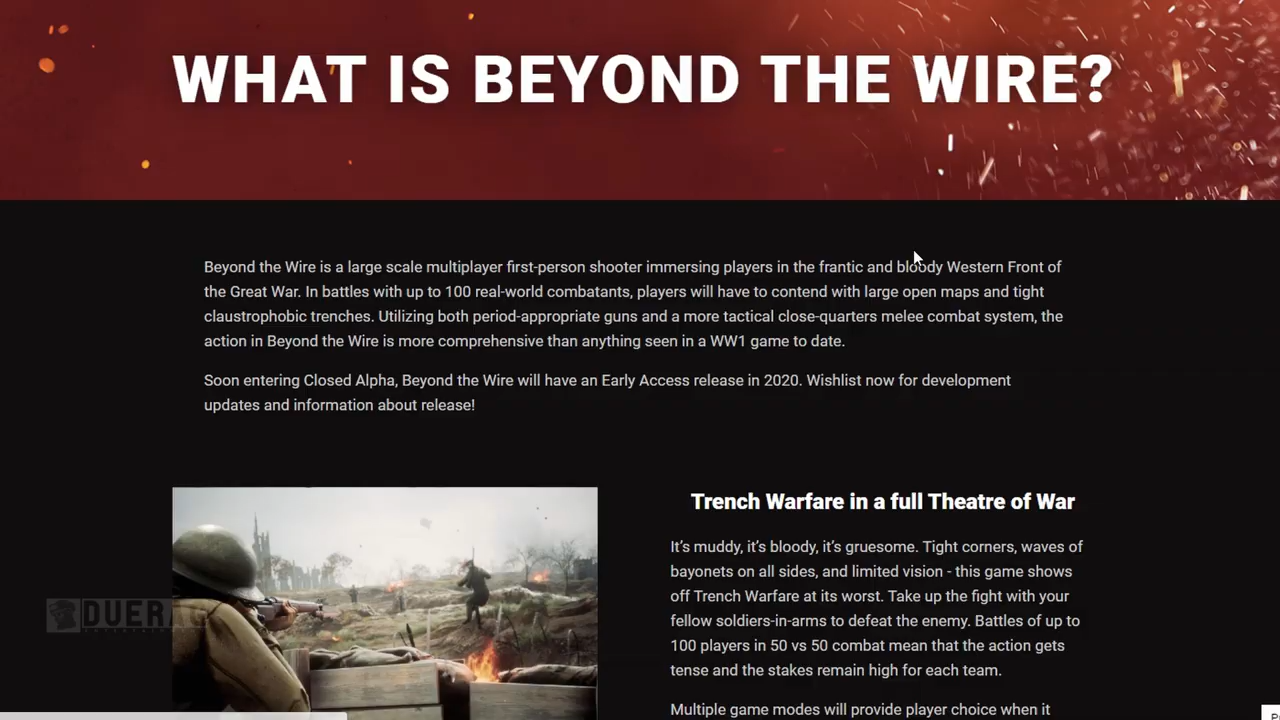 WHAT IS BEYOND THE WIRE?
Beyond the Wire is a large scale multiplayer first-person shooter immersing players in the frantic and bloody Western Front of
the Great War. In battles with up to 100 real-world combatants, players will have to contend with large open maps and tight
claustrophobic trenches. Utilizing both period-appropriate guns and a more tactical close-quarters melee combat system, the
action in Beyond the Wire is more comprehensive than anything seen in a WW1 game to date.
Soon entering Closed Alpha, Beyond the Wire will have an Early Access release in 2020. Wishlist now for development
updates and information about release!
Trench Warfare in a full Theatre of War
It’s muddy, it’s bloody, it’s gruesome. Tight corners, waves of
bayonets on all sides, and limited vision - this game shows
off Trench Warfare at its worst. Take up the fight with your
fellow soldiers-in-arms to defeat the enemy. Battles of up to
100 players in 50 vs 50 combat mean that the action gets
tense and the stakes remain high for each team.
Multiple game modes will provide player choice when it